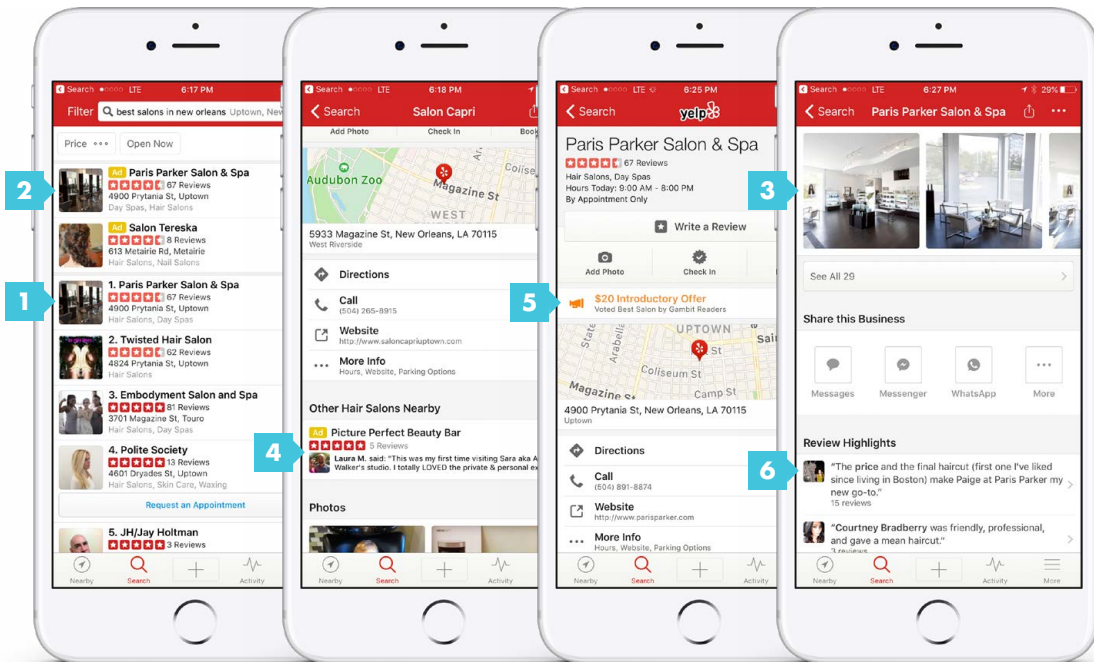 Search LTE 6:17 PM
Filter best salons in new orleans Uptown, New
Price Open Now
2
Ad Paris Parker Salon & Spa
67 Reviews
4900 Prytania St, Uptown
Day Spas, Hair Salons
Ad Salon Tereska
8 Reviews
613 Metairie Rd, Metairie
Hair Salons, Nail Salons
1
1. Paris Parker Salon & Spa
67 Reviews
4900 Prytania St, Uptown
Hair Salons, Day Spas
2. Twisted Hair Salon
62 Reviews
4824 Prytania St, Uptown
Hair Salons
3. Embodyment Salon and Spa
81 Reviews
3701 Magazine St, Touro
Hair Salons, Day Spas
4. Polite Society
13 Reviews
4601 Dryades St, Uptown
Hair Salons, Skin Care, Waxing
Request an Appointment
5. JH/Jay Holtman
3 Reviews
Nearby Search Activity
Search LTE 6:18 PM
Search Salon Capri
Add Photo Check In Book
Audubon Zoo
Colise
Magazine St
WEST
5933 Magazine St, New Orleans, LA 70115
West Riverside
Directions
Call
(504) 265-8915
Website
http://www.saloncapriuptown.com
More Info
Hours, Website, Parking Options
Other Hair Salons Nearby
4
Ad Picture Perfect Beauty Bar
5 Reviews
Laura M. said: "This was my first time visiting Sara aka A
Walker's studio. I totally LOVED the private & personal ex
Photos
Nearby Search Activity
Search LTE 6:25 PM
Search yelp
Paris Parker Salon & Spa
67 Reviews
Hair Salons, Day Spas
Hours Today: 9:00 AM - 8:00 PM
By Appointment Only
Write a Review
Add Photo Check In
5
$20 Introductory Offer
Voted Best Salon by Gambit Readers
State
Arabella
UPTOWN
St
Sai
Coliseum St
Magazine St
Camp St
4900 Prytania St, New Orleans, LA 70115
Uptown
Directions
Call
(504) 891-8874
Website
http://www.parisparker.com
More Info
Hours, Website, Parking Options
Nearby Search Activity
Search LTE 6:27 PM 29%
Search Paris Parker Salon & Spa
3
See All 29
Share this Business
Messages Messenger WhatsApp More
Review Highlights
6
"The price and the final haircut (first one I've liked
since living in Boston) make Paige at Paris Parker my
new go-to."
15 reviews
"Courtney Bradberry was friendly, professional,
and gave a mean haircut."
3 reviews
Nearby Search Activity More